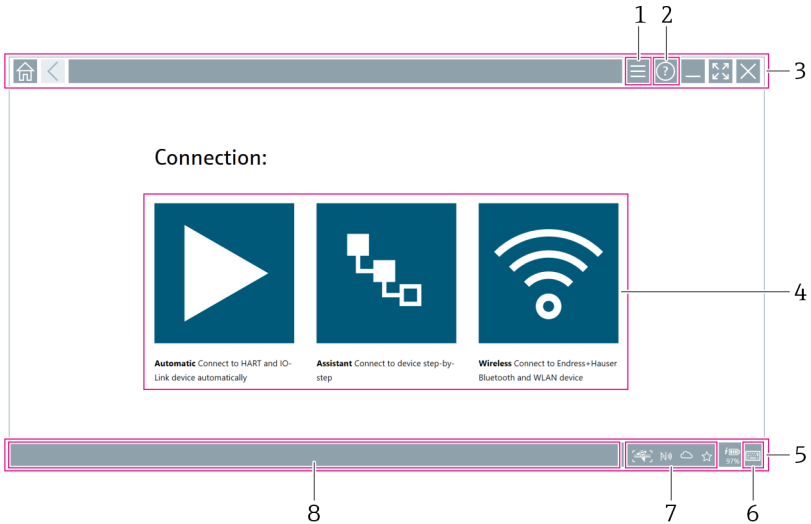 1 2
3
Connection:
4
Automatic Connect to HART and IO-
Link device automatically
Assistant Connect to device step-by-
step
Wireless Connect to Endress+Hauser
Bluetooth and WLAN device
N
97%
5
8 7 6